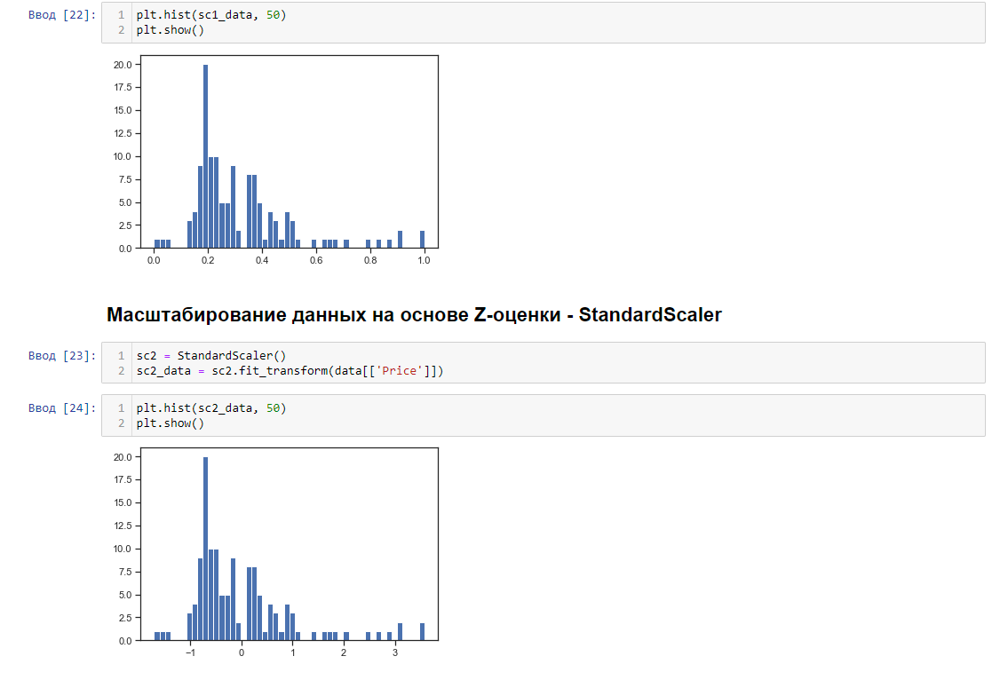 Ввод [22]:
1 plt.hist(sc1_data, 50)
2 plt.show()
20.0
17.5
15.0
12.5
10.0
7.5
5.0
2.5
0.0
0.0 0.2 0.4 0.6 0.8 1.0
Масштабирование данных на основе Z-оценки - StandardScaler
Ввод [23]:
1 sc2 = StandardScaler()
2 sc2_data = sc2.fit_transform(data[['Price']])
Ввод [24]:
1 plt.hist(sc2_data, 50)
2 plt.show()
20.0
17.5
15.0
12.5
10.0
7.5
5.0
2.5
0.0
−1 0 1 2 3